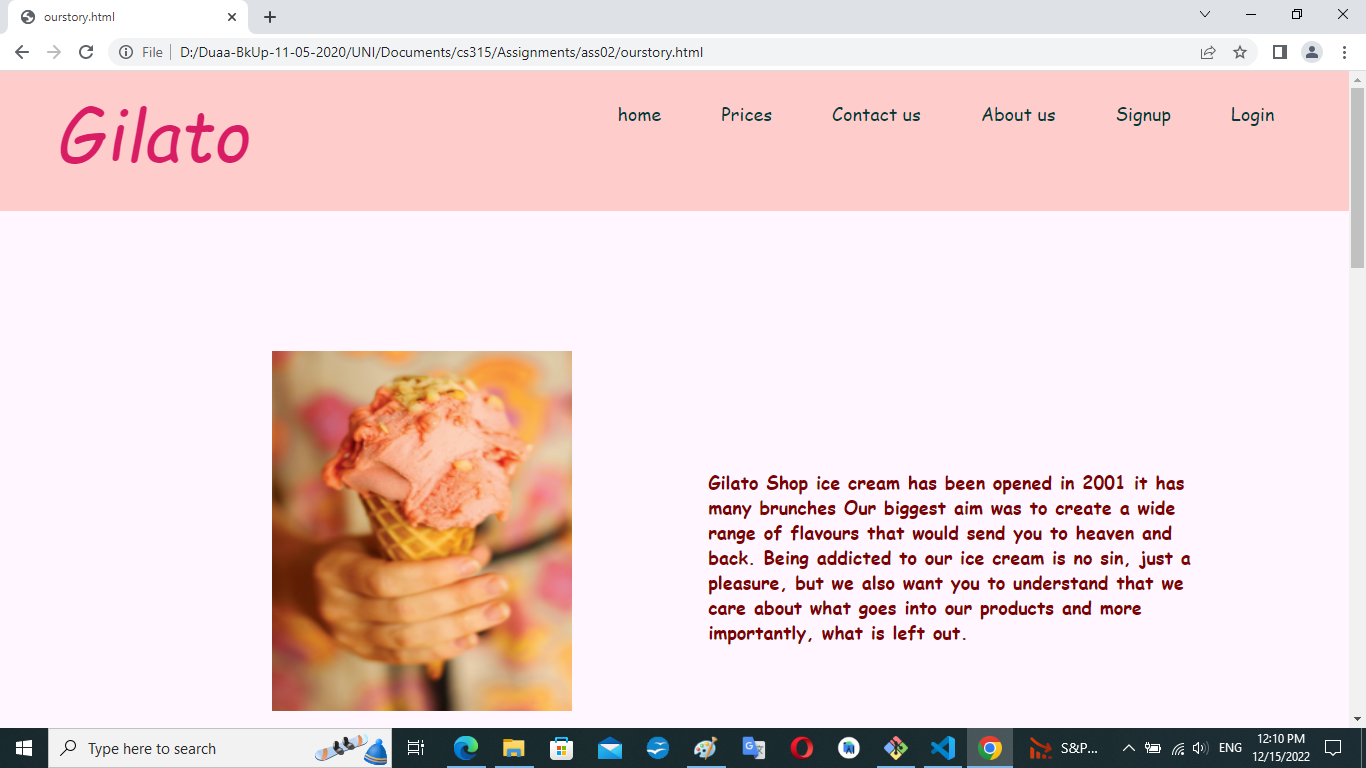 ourstory.html
File
D:/Duaa-BkUp-11-05-2020/UNI/Documents/cs315/Assignments/ass02/ourstory.html
Gilato
home Prices Contact us About us Signup Login
Gilato Shop ice cream has been opened in 2001 it has
many brunches Our biggest aim was to create a wide
range of flavours that would send you to heaven and
back. Being addicted to our ice cream is no sin, just a
pleasure, but we also want you to understand that we
care about what goes into our products and more
importantly, what is left out.
Type here to search
S&P...
ENG
12:10 PM
12/15/2022